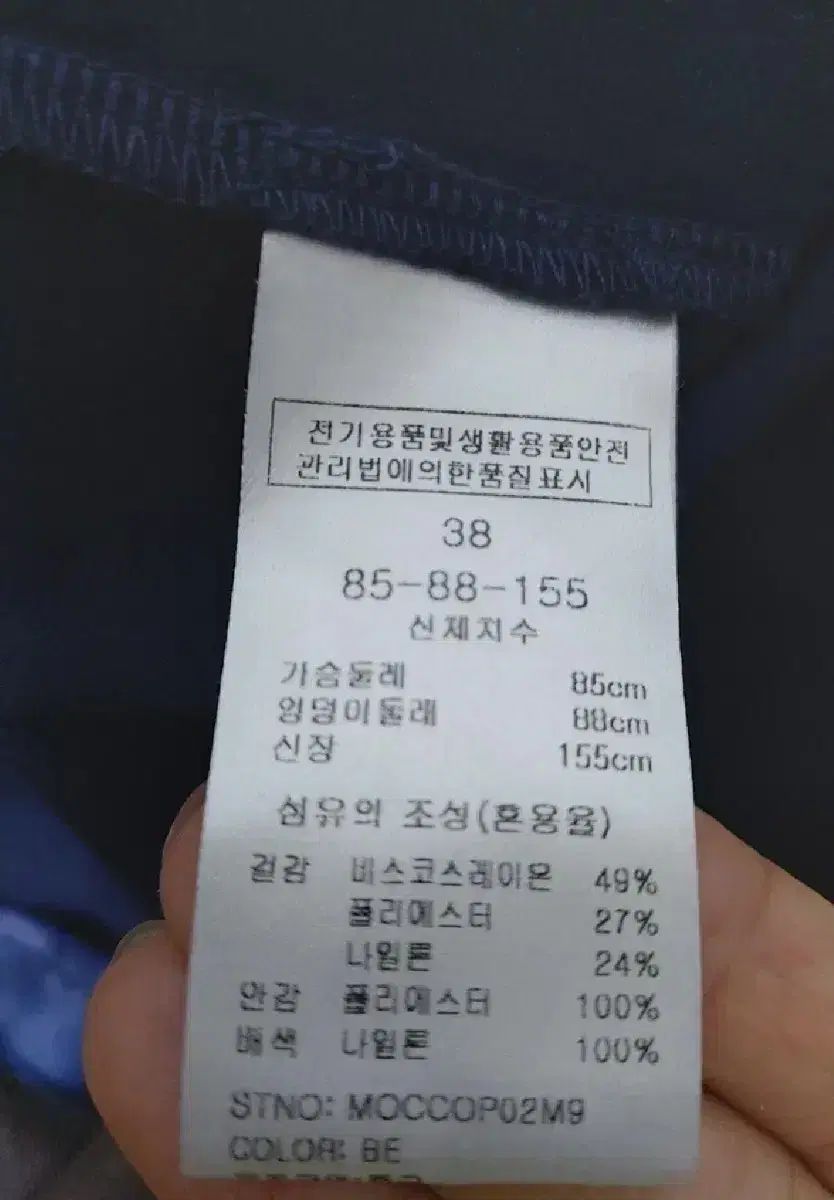 전기용품및생활용품안전
관리법에의한품질표시
38
85-88-155
신체치수
가슴둘레 85cm
엉덩이둘레 88cm
신장 155cm
섬유의 조성(혼용율)
겉감 비스코스레이온 49%
폴리에스터 27%
나일론 24%
안감 폴리에스터 100%
배색 나일론 100%
STNO: MOCCOP02M9
COLOR: BE